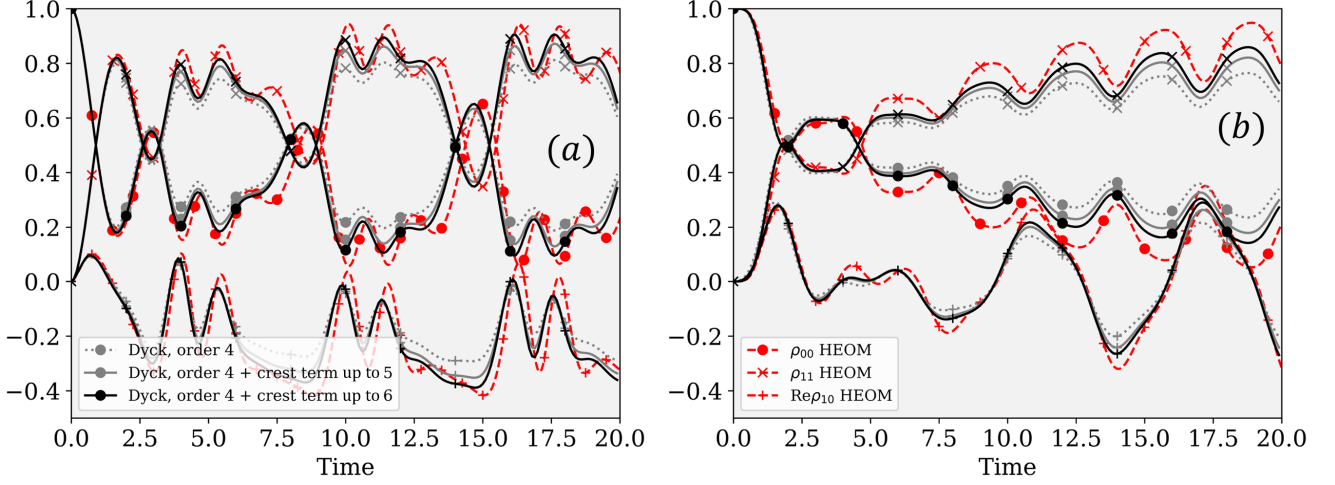 1.0
0.8
0.6
0.4
0.2
0.0
−0.2
−0.4
(a)
Dyck, order 4
Dyck, order 4 + crest term up to 5
Dyck, order 4 + crest term up to 6
0.0 2.5 5.0 7.5 10.0 12.5 15.0 17.5 20.0
Time
1.0
0.8
0.6
0.4
0.2
0.0
−0.2
−0.4
(b)
ρ₀₀ HEOM
ρ₁₁ HEOM
Reρ₁₀ HEOM
0.0 2.5 5.0 7.5 10.0 12.5 15.0 17.5 20.0
Time